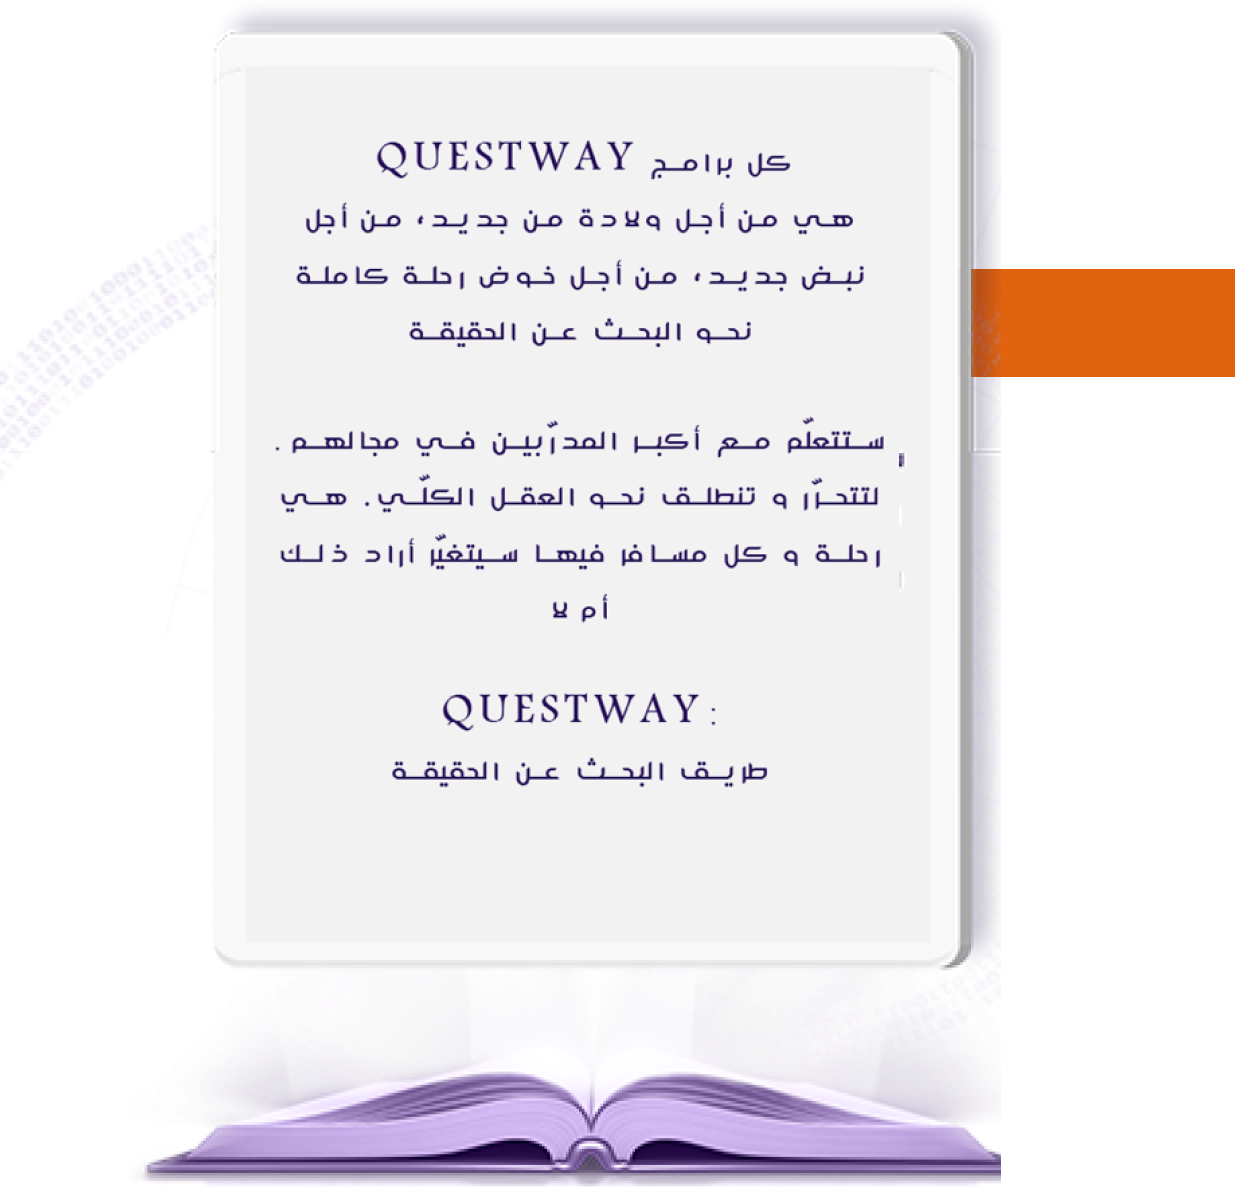 كل برامج QUESTWAY
هي من أجل ولادة من جديد، من أجل
نبض جديد، من أجل خوض رحلة كاملة
نحو البحث عن الحقيقة
ستتعلّم مع أكبر المدرّبين في مجالهم .
لتتحرّر و تنطلق نحو العقل الكلّي. هي
رحلة و كل مسافر فيها سيتغيّر أراد ذلك
أم لا
QUESTWAY :
طريق البحث عن الحقيقة